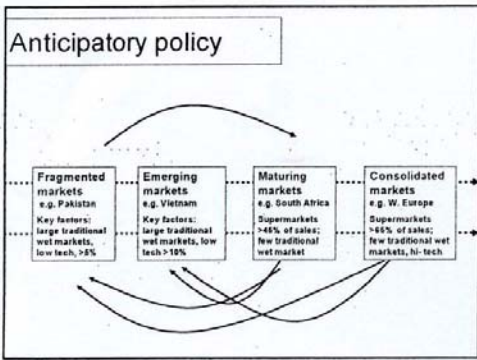 Anticipatory policy
Fragmented
markets
e.g. Pakistan
Key factors:
large traditional
wet markets,
low tech, >5%
Emerging
markets
e.g. Vietnam
Key factors:
large traditional
wet markets, low
tech >10%
Maturing
markets
e.g. South Africa
Supermarkets
>45% of sales;
few traditional
wet market
Consolidated
markets
e.g. W. Europe
Supermarkets
>65% of sales;
few traditional wet
markets, hi-tech